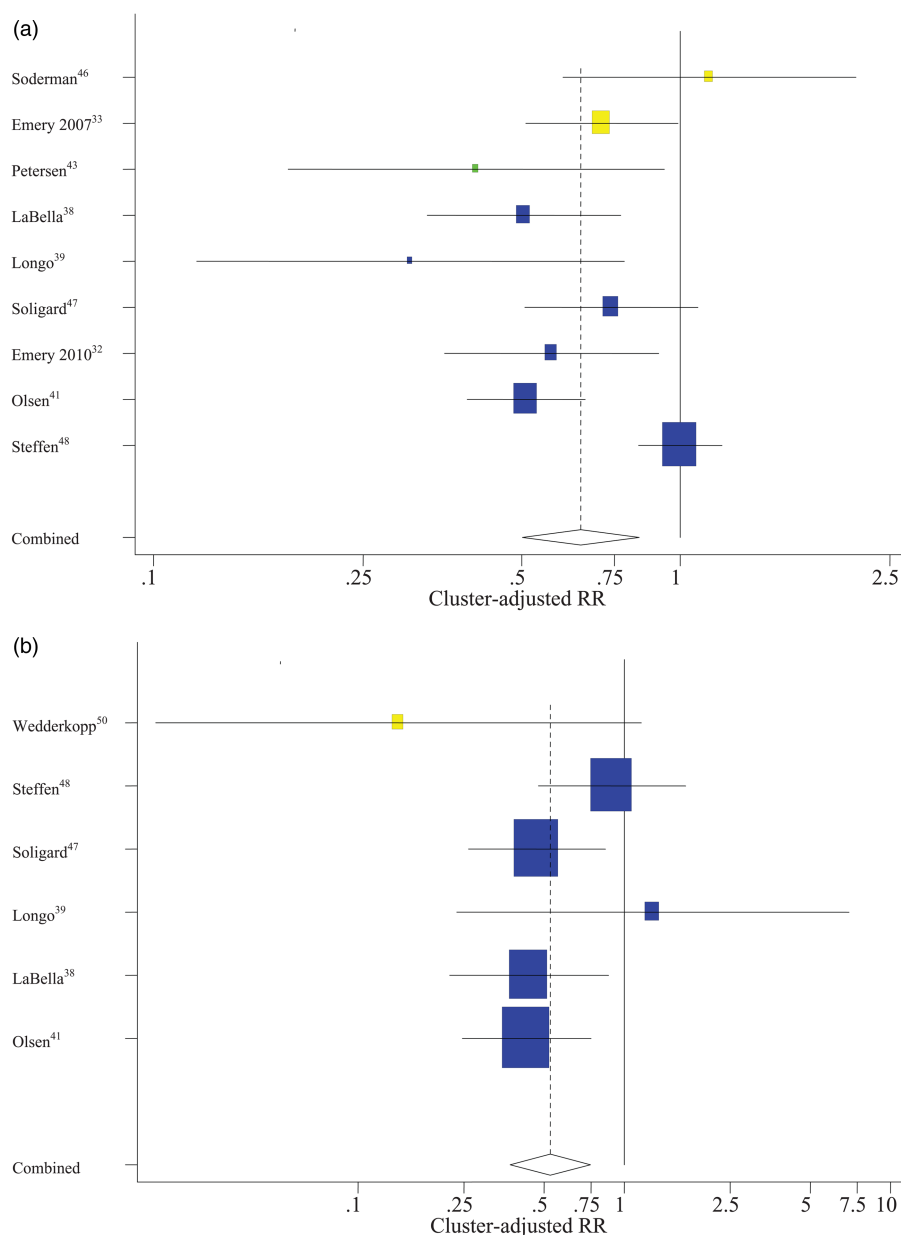 (a)
Soderman46
Emery 200733
Petersen43
LaBella38
Longo39
Soligard47
Emery 201032
Olsen41
Steffen48
Combined
.1 .25 .5 .75 1 2.5
Cluster-adjusted RR
(b)
Wedderkopp50
Steffen48
Soligard47
Longo39
LaBella38
Olsen41
Combined
.1 .25 .5 .75 1 2.5 5 7.5 10
Cluster-adjusted RR